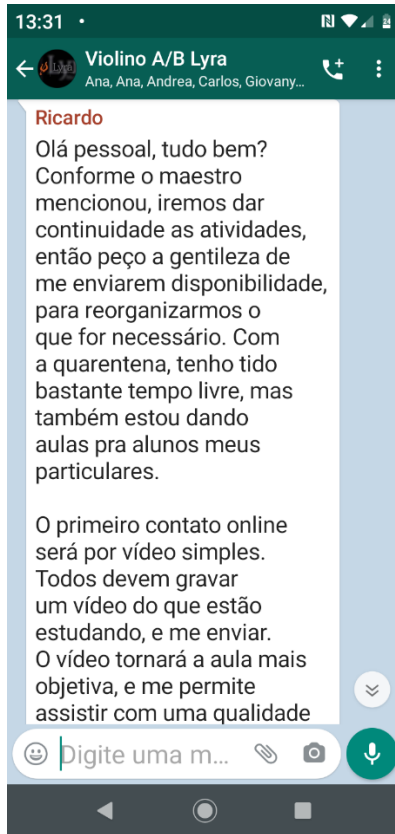 13:31
Violino A/B Lyra
Ana, Ana, Andrea, Carlos, Giovany...
Ricardo
Olá pessoal, tudo bem?
Conforme o maestro
mencionou, iremos dar
continuidade as atividades,
então peço a gentileza de
me enviarem disponibilidade,
para reorganizarmos o
que for necessário. Com
a quarentena, tenho tido
bastante tempo livre, mas
também estou dando
aulas pra alunos meus
particulares.
O primeiro contato online
será por vídeo simples.
Todos devem gravar
um vídeo do que estão
estudando, e me enviar.
O vídeo tornará a aula mais
objetiva, e me permite
assistir com uma qualidade
Digite uma m...